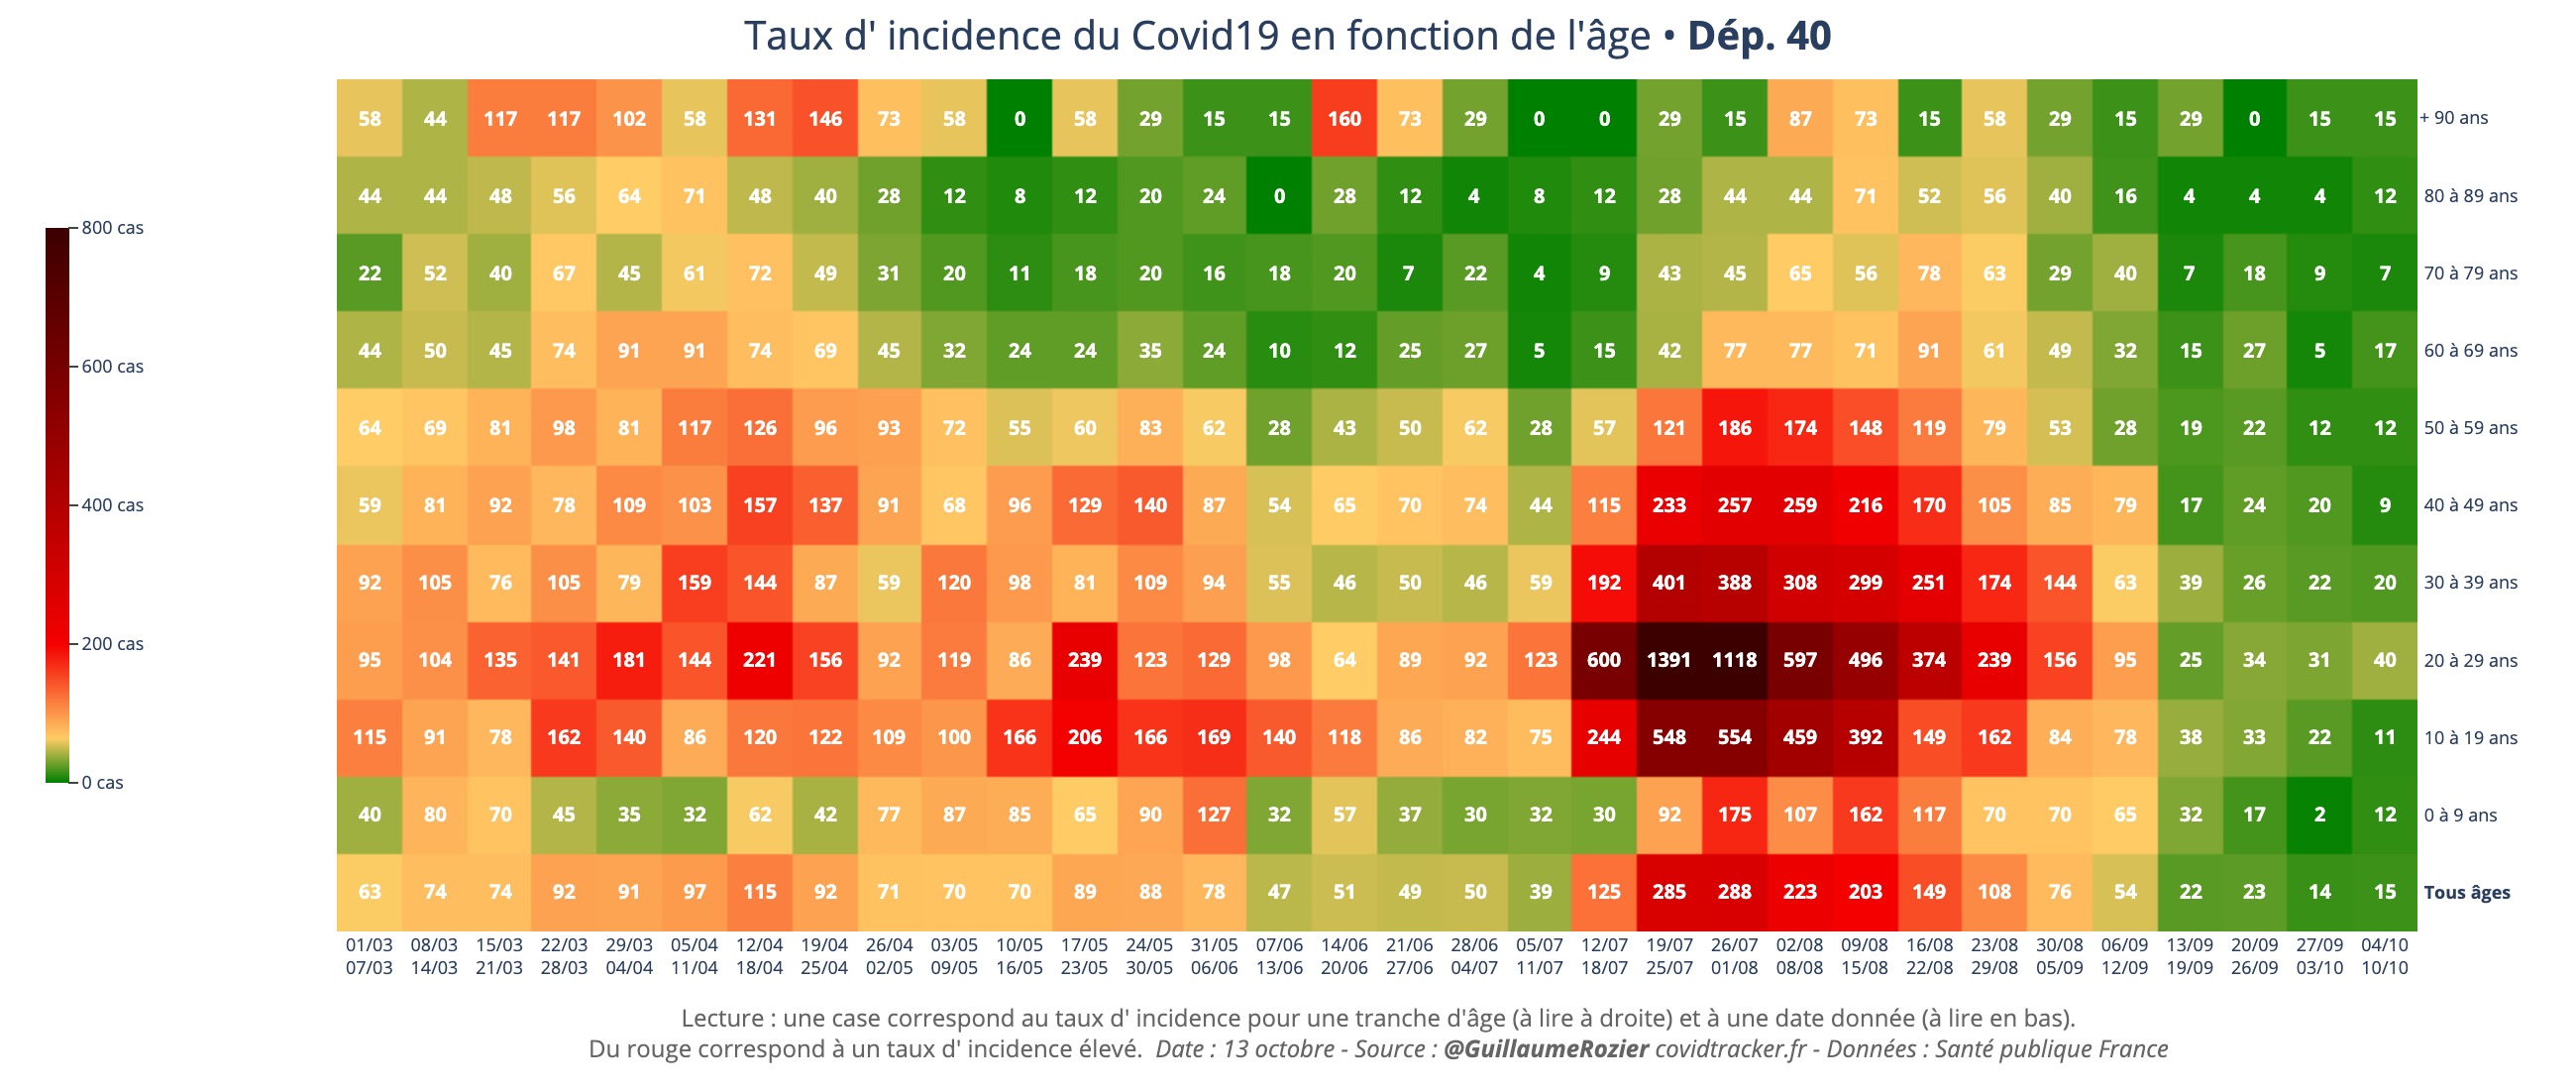 Taux d' incidence du Covid19 en fonction de l'âge • Dép. 40
58 44 117 117 102 58 131 146 73 58 0 58 29 15 15 160 73 29 0 0 29 15 87 73 15 58 29 15 29 0 15 15 + 90 ans
44 44 48 56 64 71 48 40 28 12 8 12 20 24 0 28 12 4 8 12 28 44 44 71 52 56 40 16 4 4 4 12 80 à 89 ans
800 cas
22 52 40 67 45 61 72 49 31 20 11 18 20 16 18 20 7 22 4 9 43 45 65 56 78 63 29 40 7 18 9 7 70 à 79 ans
44 50 45 74 91 91 74 69 45 32 24 24 35 24 10 12 25 27 5 15 42 77 77 71 91 61 49 32 15 27 5 17 60 à 69 ans
600 cas
64 69 81 98 81 117 126 96 93 72 55 60 83 62 28 43 50 62 28 57 121 186 174 148 119 79 53 28 19 22 12 12 50 à 59 ans
400 cas
59 81 92 78 109 103 157 137 91 68 96 129 140 87 54 65 70 74 44 115 233 257 259 216 170 105 85 79 17 24 20 9 40 à 49 ans
92 105 76 105 79 159 144 87 59 120 98 81 109 94 55 46 50 46 59 192 401 388 308 299 251 174 144 63 39 26 22 20 30 à 39 ans
200 cas
95 104 135 141 181 144 221 156 92 119 86 239 123 129 98 64 89 92 123 600 1391 1118 597 496 374 239 156 95 25 34 31 40 20 à 29 ans
115 91 78 162 140 86 120 122 109 100 166 206 166 169 140 118 86 82 75 244 548 554 459 392 149 162 84 78 38 33 22 11 10 à 19 ans
0 cas
40 80 70 45 35 32 62 42 77 87 85 65 90 127 32 57 37 30 32 30 92 175 107 162 117 70 70 65 32 17 2 12 0 à 9 ans
63 74 74 92 91 97 115 92 71 70 70 89 88 78 47 51 49 50 39 125 285 288 223 203 149 108 76 54 22 23 14 15 Tous âges
01/03 08/03 15/03 22/03 29/03 05/04 12/04 19/04 26/04 03/05 10/05 17/05 24/05 31/05 07/06 14/06 21/06 28/06 05/07 12/07 19/07 26/07 02/08 09/08 16/08 23/08 30/08 06/09 13/09 20/09 27/09 04/10
07/03 14/03 21/03 28/03 04/04 11/04 18/04 25/04 02/05 09/05 16/05 23/05 30/05 06/06 13/06 20/06 27/06 04/07 11/07 18/07 25/07 01/08 08/08 15/08 22/08 29/08 05/09 12/09 19/09 26/09 03/10 10/10
Lecture : une case correspond au taux d' incidence pour une tranche d'âge (à lire à droite) et à une date donnée (à lire en bas).
Du rouge correspond à un taux d' incidence élevé. Date : 13 octobre - Source : @GuillaumeRozier covidtracker.fr - Données : Santé publique France